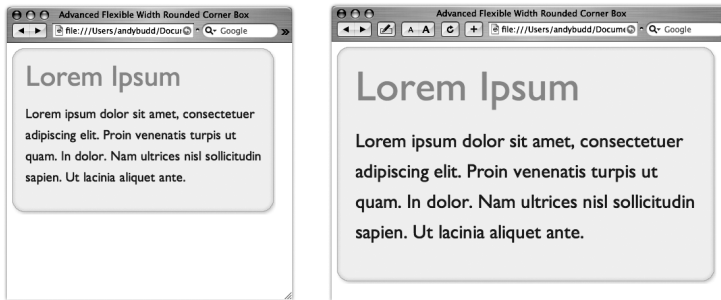 Advanced Flexible Width Rounded Corner Box
file:///Users/andybudd/Docur
Google
»
Lorem Ipsum
Lorem ipsum dolor sit amet, consectetuer
adipiscing elit. Proin venenatis turpis ut
quam. In dolor. Nam ultrices nisl sollicitudin
sapien. Ut lacinia aliquet ante.
Advanced Flexible Width Rounded Corner Box
A A
file:///Users/andybudd/Docume
Google
Lorem Ipsum
Lorem ipsum dolor sit amet, consectetuer
adipiscing elit. Proin venenatis turpis ut
quam. In dolor. Nam ultrices nisl sollicitudin
sapien. Ut lacinia aliquet ante.